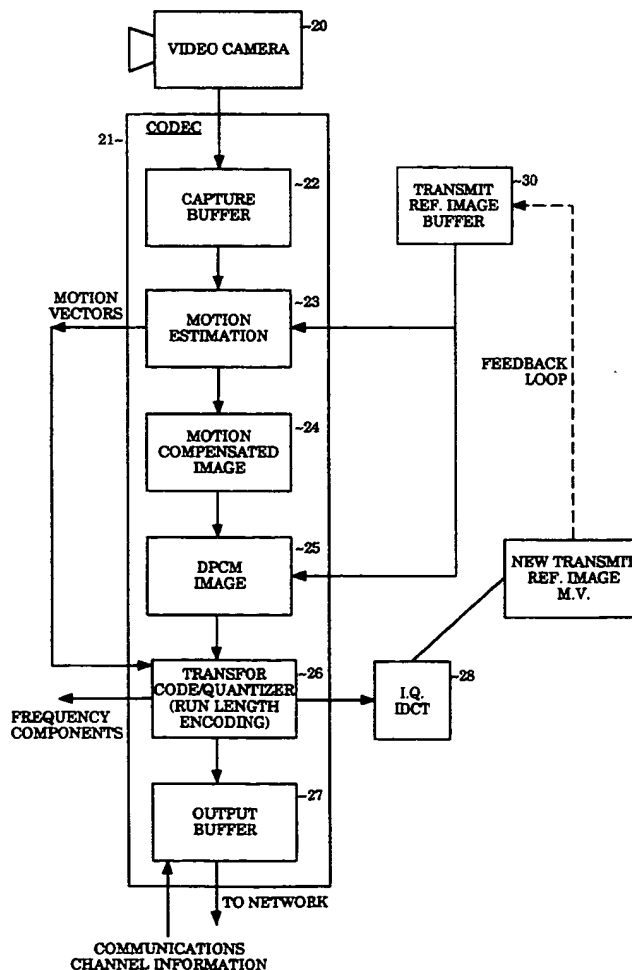 ~20
VIDEO CAMERA
21~
CODEC
~22
CAPTURE
BUFFER
~30
TRANSMIT
REF. IMAGE
BUFFER
MOTION
VECTORS
~23
MOTION
ESTIMATION
FEEDBACK
LOOP
~24
MOTION
COMPENSATED
IMAGE
~25
DPCM
IMAGE
NEW TRANSMIT
REF. IMAGE
M.V.
~26
TRANSFOR
CODE/QUANTIZER
(RUN LENGTH
ENCODING)
~28
I.Q.
IDCT
FREQUENCY
COMPONENTS
~27
OUTPUT
BUFFER
TO NETWORK
COMMUNICATIONS
CHANNEL INFORMATION